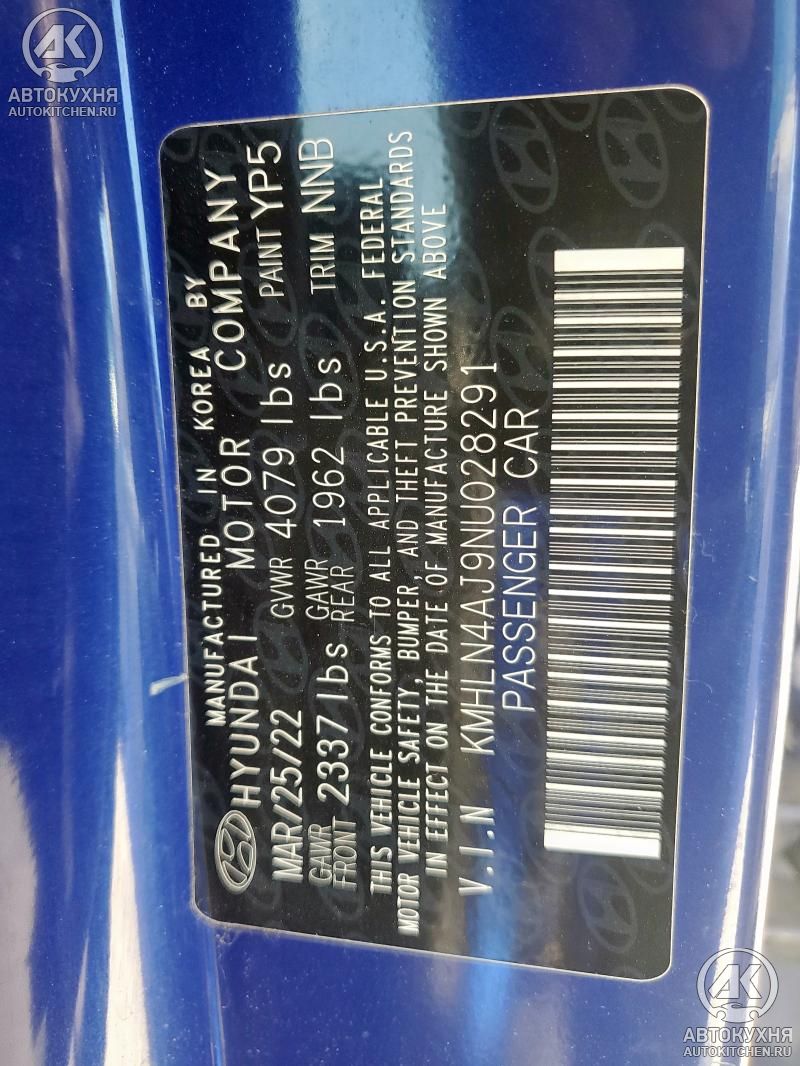 АВТОКУХНЯ
AUTOKITCHEN.RU
MANUFACTURED IN KOREA BY
HYUNDAI MOTOR COMPANY
MAR/25/22 GVWR 4079 lbs PAINT YP5
GAWR FRONT 2337 lbs GAWR REAR 1962 lbs TRIM NNB
THIS VEHICLE CONFORMS TO ALL APPLICABLE U.S.A. FEDERAL
MOTOR VEHICLE SAFETY, BUMPER, AND THEFT PREVENTION STANDARDS
IN EFFECT ON THE DATE OF MANUFACTURE SHOWN ABOVE
V.I.N KMHLN4AJ9NU028291
PASSENGER CAR
АВТОКУХНЯ
AUTOKITCHEN.RU